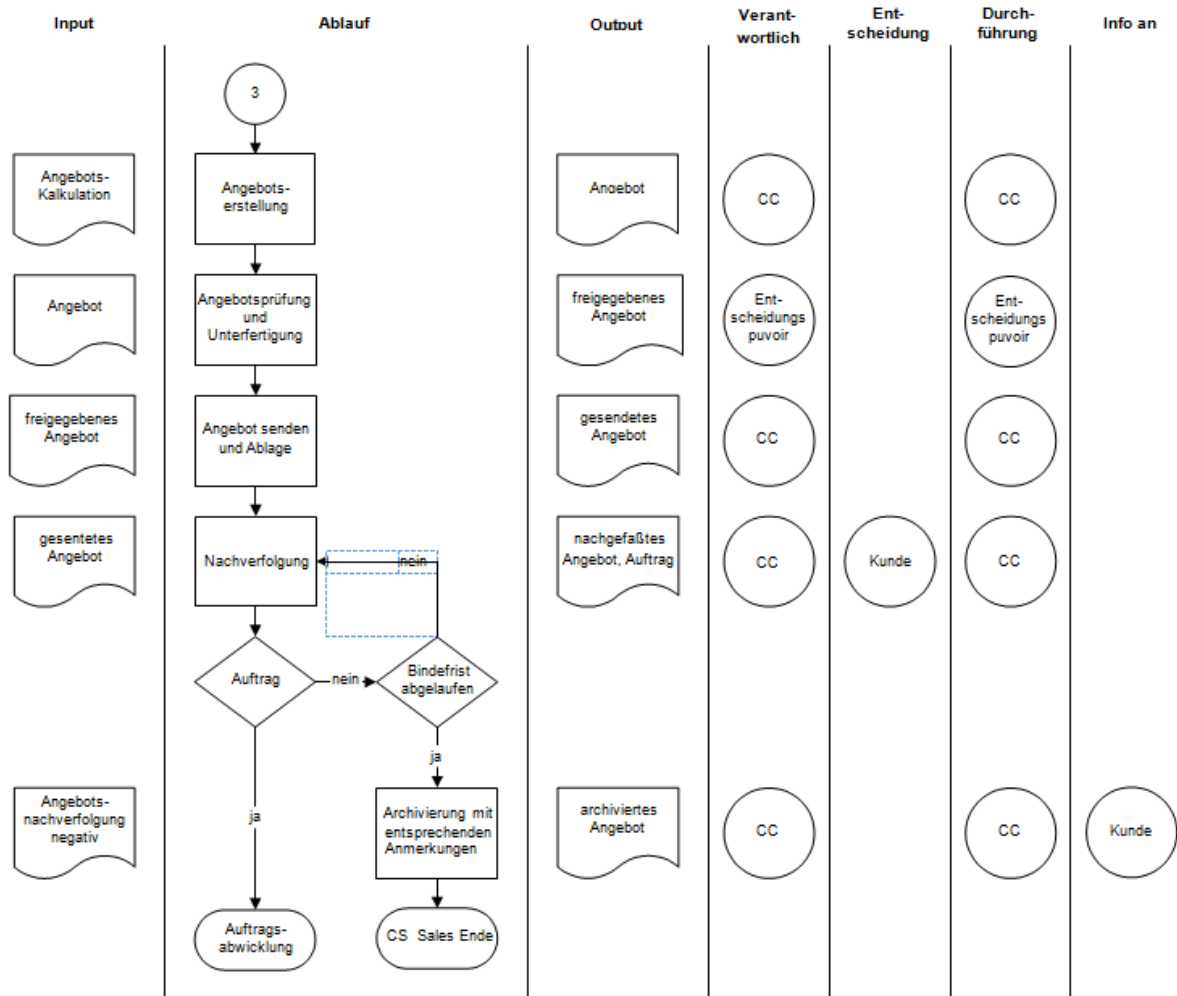 Input
Ablauf
Output
Verant-
wortlich
Ent-
scheidung
Durch-
führung
Info an
3
Angebots-
Kalkulation
Angebots-
erstellung
Angebot
CC
CC
Angebot
Angebotsprüfung
und
Unterfertigung
freigegebenes
Angebot
Ent-
scheidungs
puvoir
Ent-
scheidungs
puvoir
freigegebenes
Angebot
Angebot senden
und Ablage
gesendetes
Angebot
CC
CC
gesentetes
Angebot
Nachverfolgung
nein
nachgefaßtes
Angebot, Auftrag
CC
Kunde
CC
Auftrag
nein
Bindefrist
abgelaufen
ja
ja
Angebots-
nachverfolgung
negativ
Archivierung mit
entsprechenden
Anmerkungen
archiviertes
Angebot
CC
CC
Kunde
Auftrags-
abwicklung
CS Sales Ende